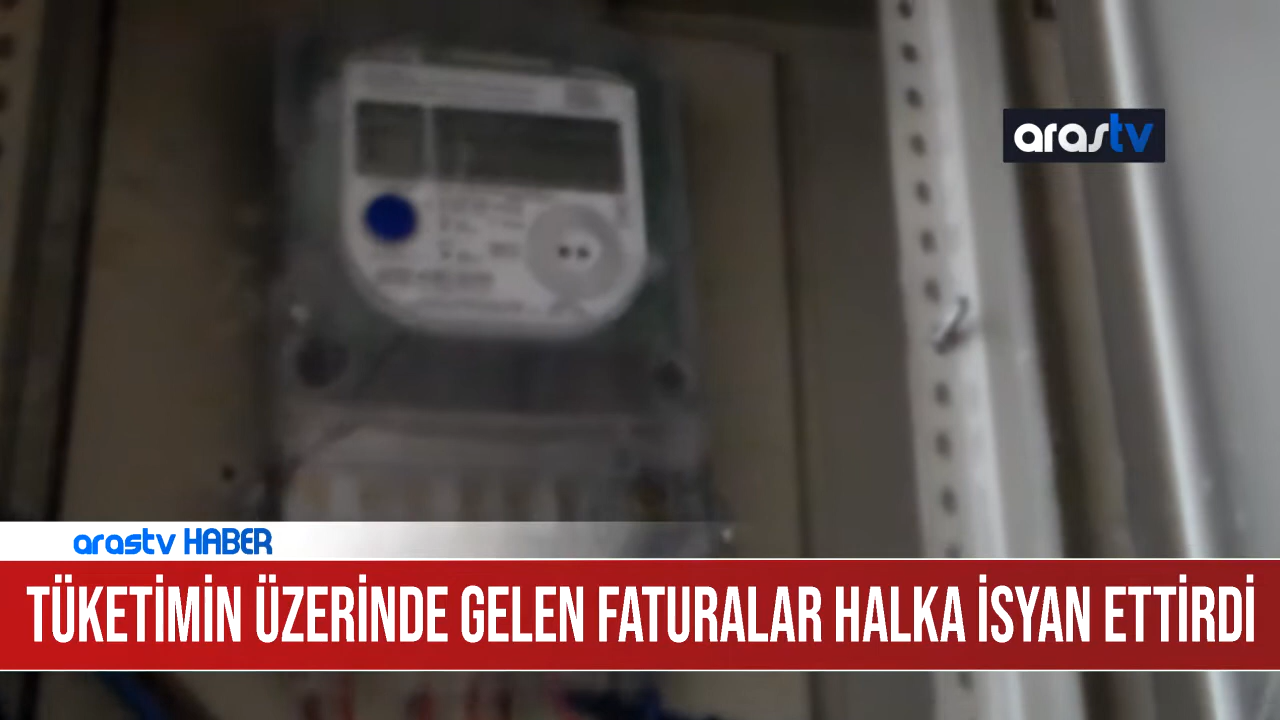 arastv
arastv HABER
TÜKETİMİN ÜZERİNDE GELEN FATURALAR HALKA İSYAN ETTİRDİ